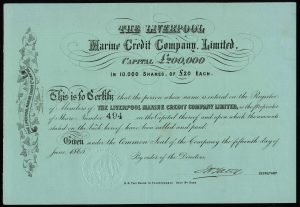 THE LIVERPOOL
Marine Credit Company, Limited.
CAPITAL £200,000
IN 10,000 SHARES, OF £20 EACH.
This is to Certify that the person whose name is entered on the Register
of Members of THE LIVERPOOL MARINE CREDIT COMPANY LIMITED, as the Proprietor
of Share Number 494 in the Capital thereof and upon which the amounts
stated on the back hereof have been called and paid.
Given under the Common Seal of the Company the fifteenth day of
June, 1865
By order of the Directors
SECRETARY